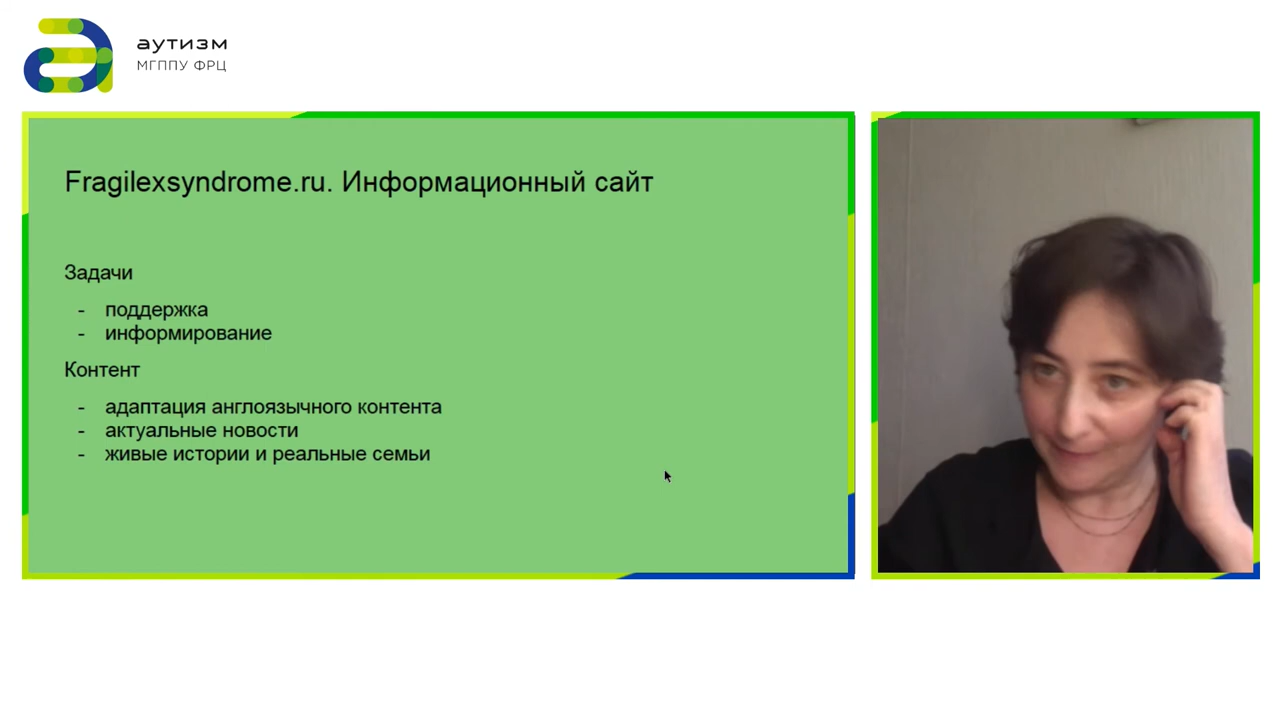 аутизм
МГППУ ФРЦ
Fragilexsyndrome.ru. Информационный сайт
Задачи
- поддержка
- информирование
Контент
- адаптация англоязычного контента
- актуальные новости
- живые истории и реальные семьи